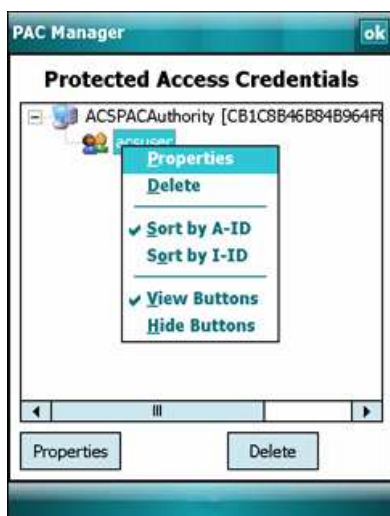 PAC Manager ok
Protected Access Credentials
ACSPACAuthority [CB1C8B46B84B964F
acsuser
Properties
Delete
Sort by A-ID
Sort by I-ID
View Buttons
Hide Buttons
Properties Delete